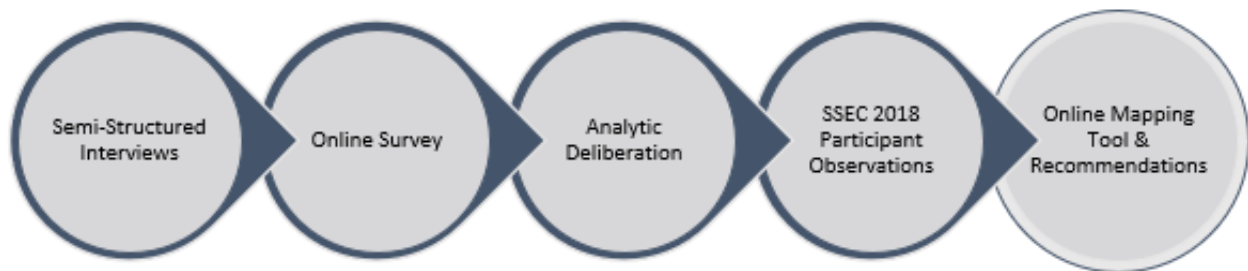 Semi-Structured
Interviews
Online Survey
Analytic
Deliberation
SSEC 2018
Participant
Observations
Online Mapping
Tool &
Recommendations